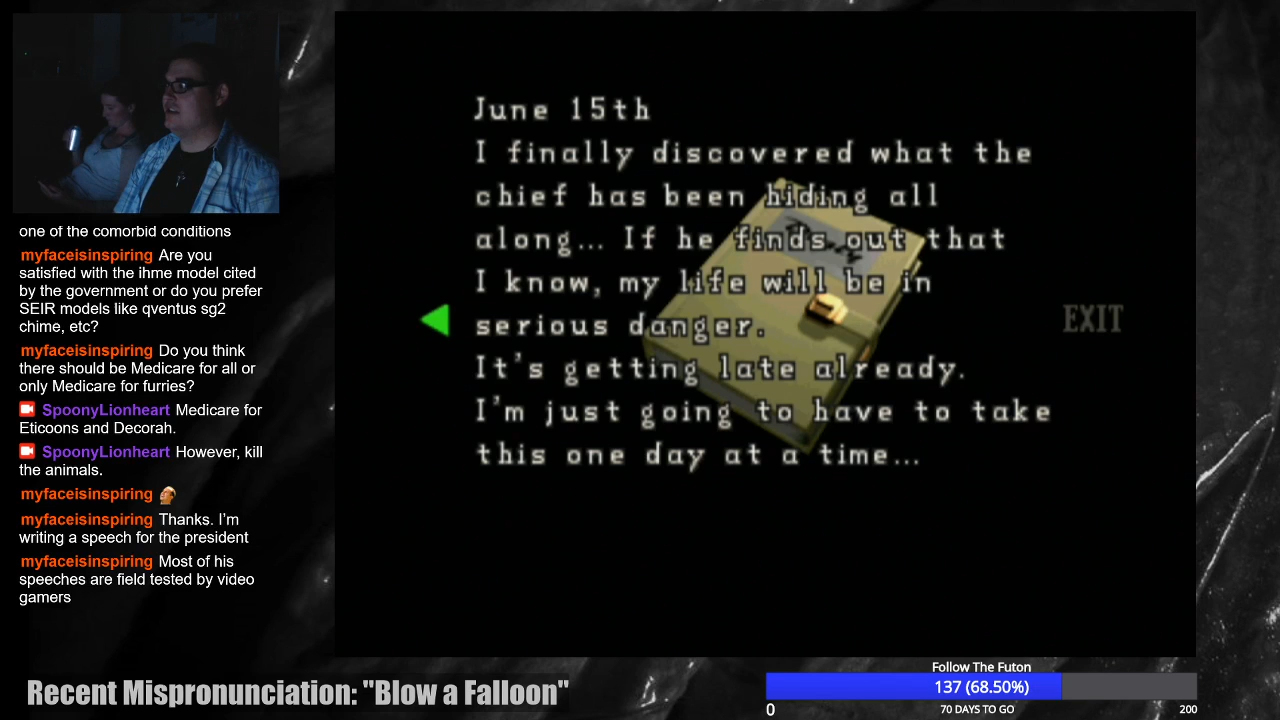 one of the comorbid conditions
myfaceisinspiring Are you
satisfied with the ihme model cited
by the government or do you prefer
SEIR models like qventus sg2
chime, etc?
myfaceisinspiring Do you think
there should be Medicare for all or
only Medicare for furries?
SpoonyLionheart Medicare for
Eticoons and Decorah.
SpoonyLionheart However, kill
the animals.
myfaceisinspiring
myfaceisinspiring Thanks. I'm
writing a speech for the president
myfaceisinspiring Most of his
speeches are field tested by video
gamers
June 15th
I finally discovered what the
chief has been hiding all
along... If he finds out that
I know, my life will be in
serious danger.
It's getting late already.
I'm just going to have to take
this one day at a time...
EXIT
Recent Mispronunciation: "Blow a Falloon"
Follow The Futon
137 (68.50%)
0
70 DAYS TO GO
200